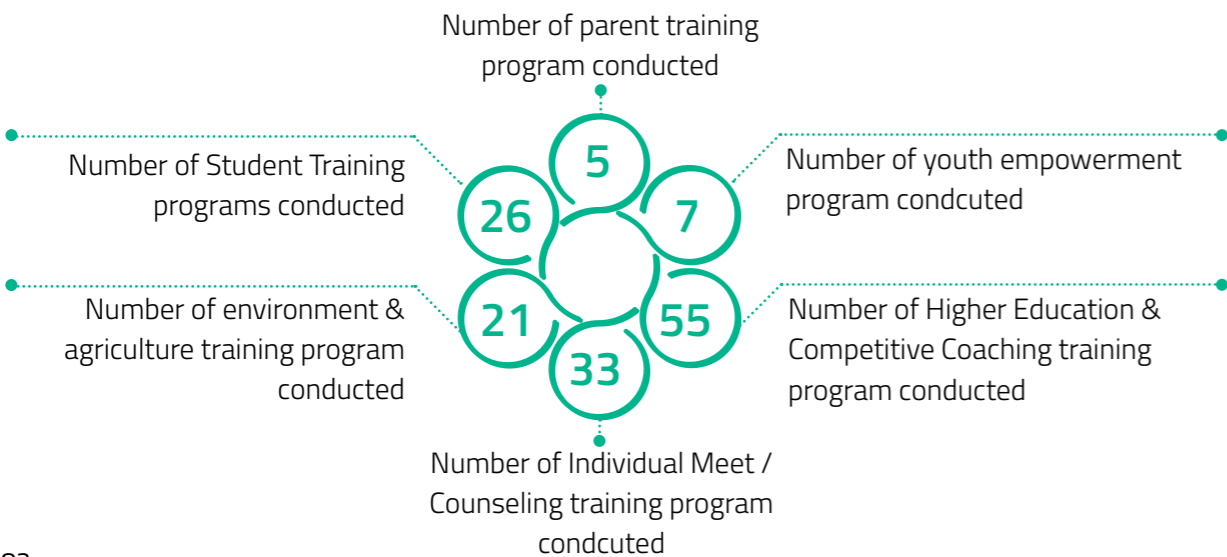 Number of parent training
program conducted
5
Number of Student Training
programs conducted
26
Number of youth empowerment
program condcuted
7
Number of environment &
agriculture training program
conducted
21
Number of Higher Education &
Competitive Coaching training
program conducted
55
33
Number of Individual Meet /
Counseling training program
condcuted